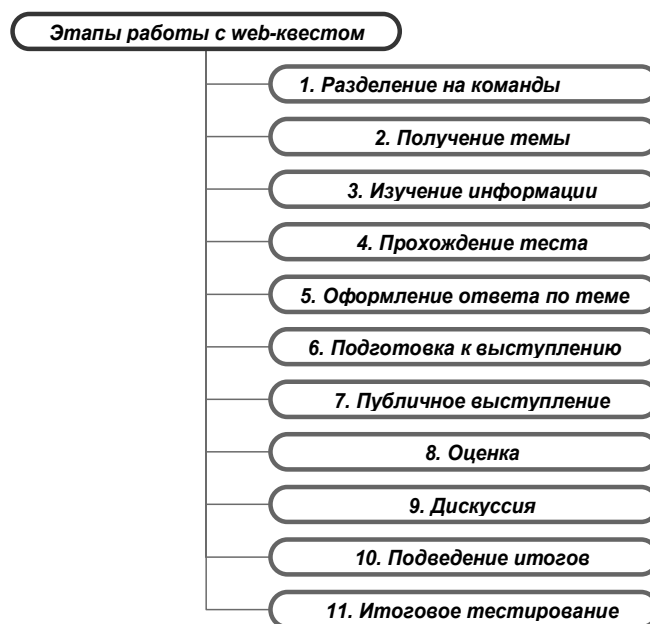 Этапы работы с web-квестом
1. Разделение на команды
2. Получение темы
3. Изучение информации
4. Прохождение теста
5. Оформление ответа по теме
6. Подготовка к выступлению
7. Публичное выступление
8. Оценка
9. Дискуссия
10. Подведение итогов
11. Итоговое тестирование